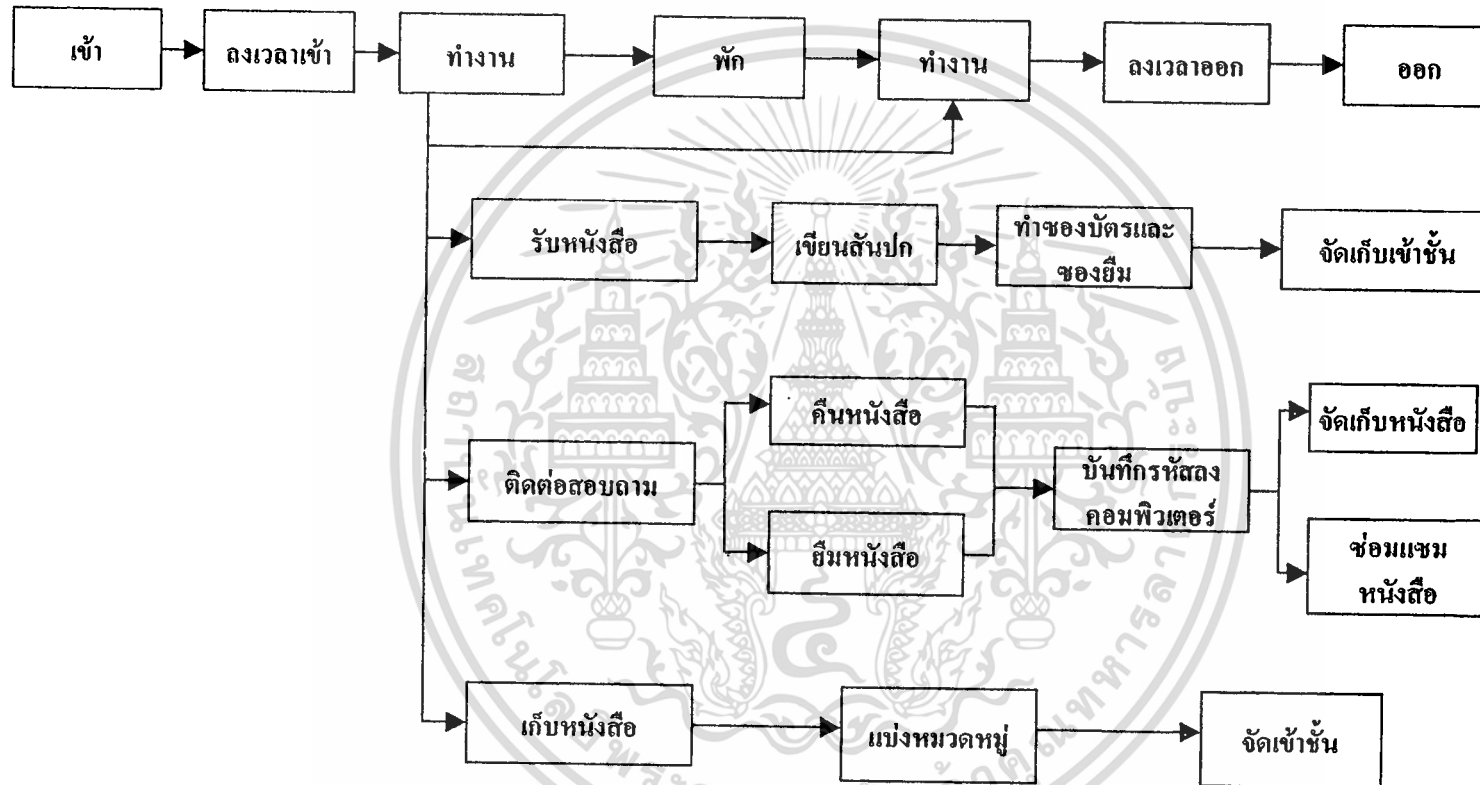 เข้า
ลงเวลาเข้า
ทำงาน
พัก
ทำงาน
ลงเวลาออก
ออก
รับหนังสือ
เขียนสันปก
ทำซองบัตรและ
ซองยืม
จัดเก็บเข้าชั้น
ติดต่อสอบถาม
คืนหนังสือ
ยืมหนังสือ
บันทึกรหัสลง
คอมพิวเตอร์
จัดเก็บหนังสือ
ซ่อมแซม
หนังสือ
เก็บหนังสือ
แบ่งหมวดหมู่
จัดเข้าชั้น